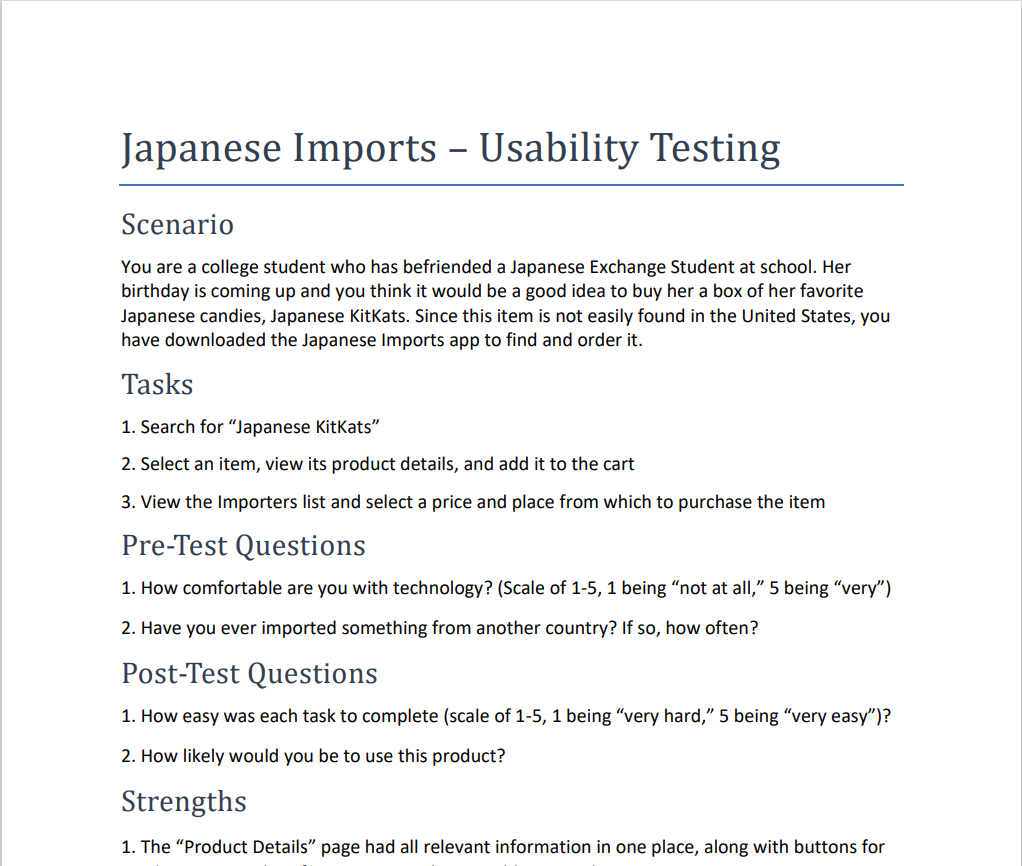 Japanese Imports – Usability Testing
Scenario
You are a college student who has befriended a Japanese Exchange Student at school. Her
birthday is coming up and you think it would be a good idea to buy her a box of her favorite
Japanese candies, Japanese KitKats. Since this item is not easily found in the United States, you
have downloaded the Japanese Imports app to find and order it.
Tasks
1. Search for “Japanese KitKats”
2. Select an item, view its product details, and add it to the cart
3. View the Importers list and select a price and place from which to purchase the item
Pre-Test Questions
1. How comfortable are you with technology? (Scale of 1-5, 1 being “not at all,” 5 being “very”)
2. Have you ever imported something from another country? If so, how often?
Post-Test Questions
1. How easy was each task to complete (scale of 1-5, 1 being “very hard,” 5 being “very easy”)?
2. How likely would you be to use this product?
Strengths
1. The “Product Details” page had all relevant information in one place, along with buttons for